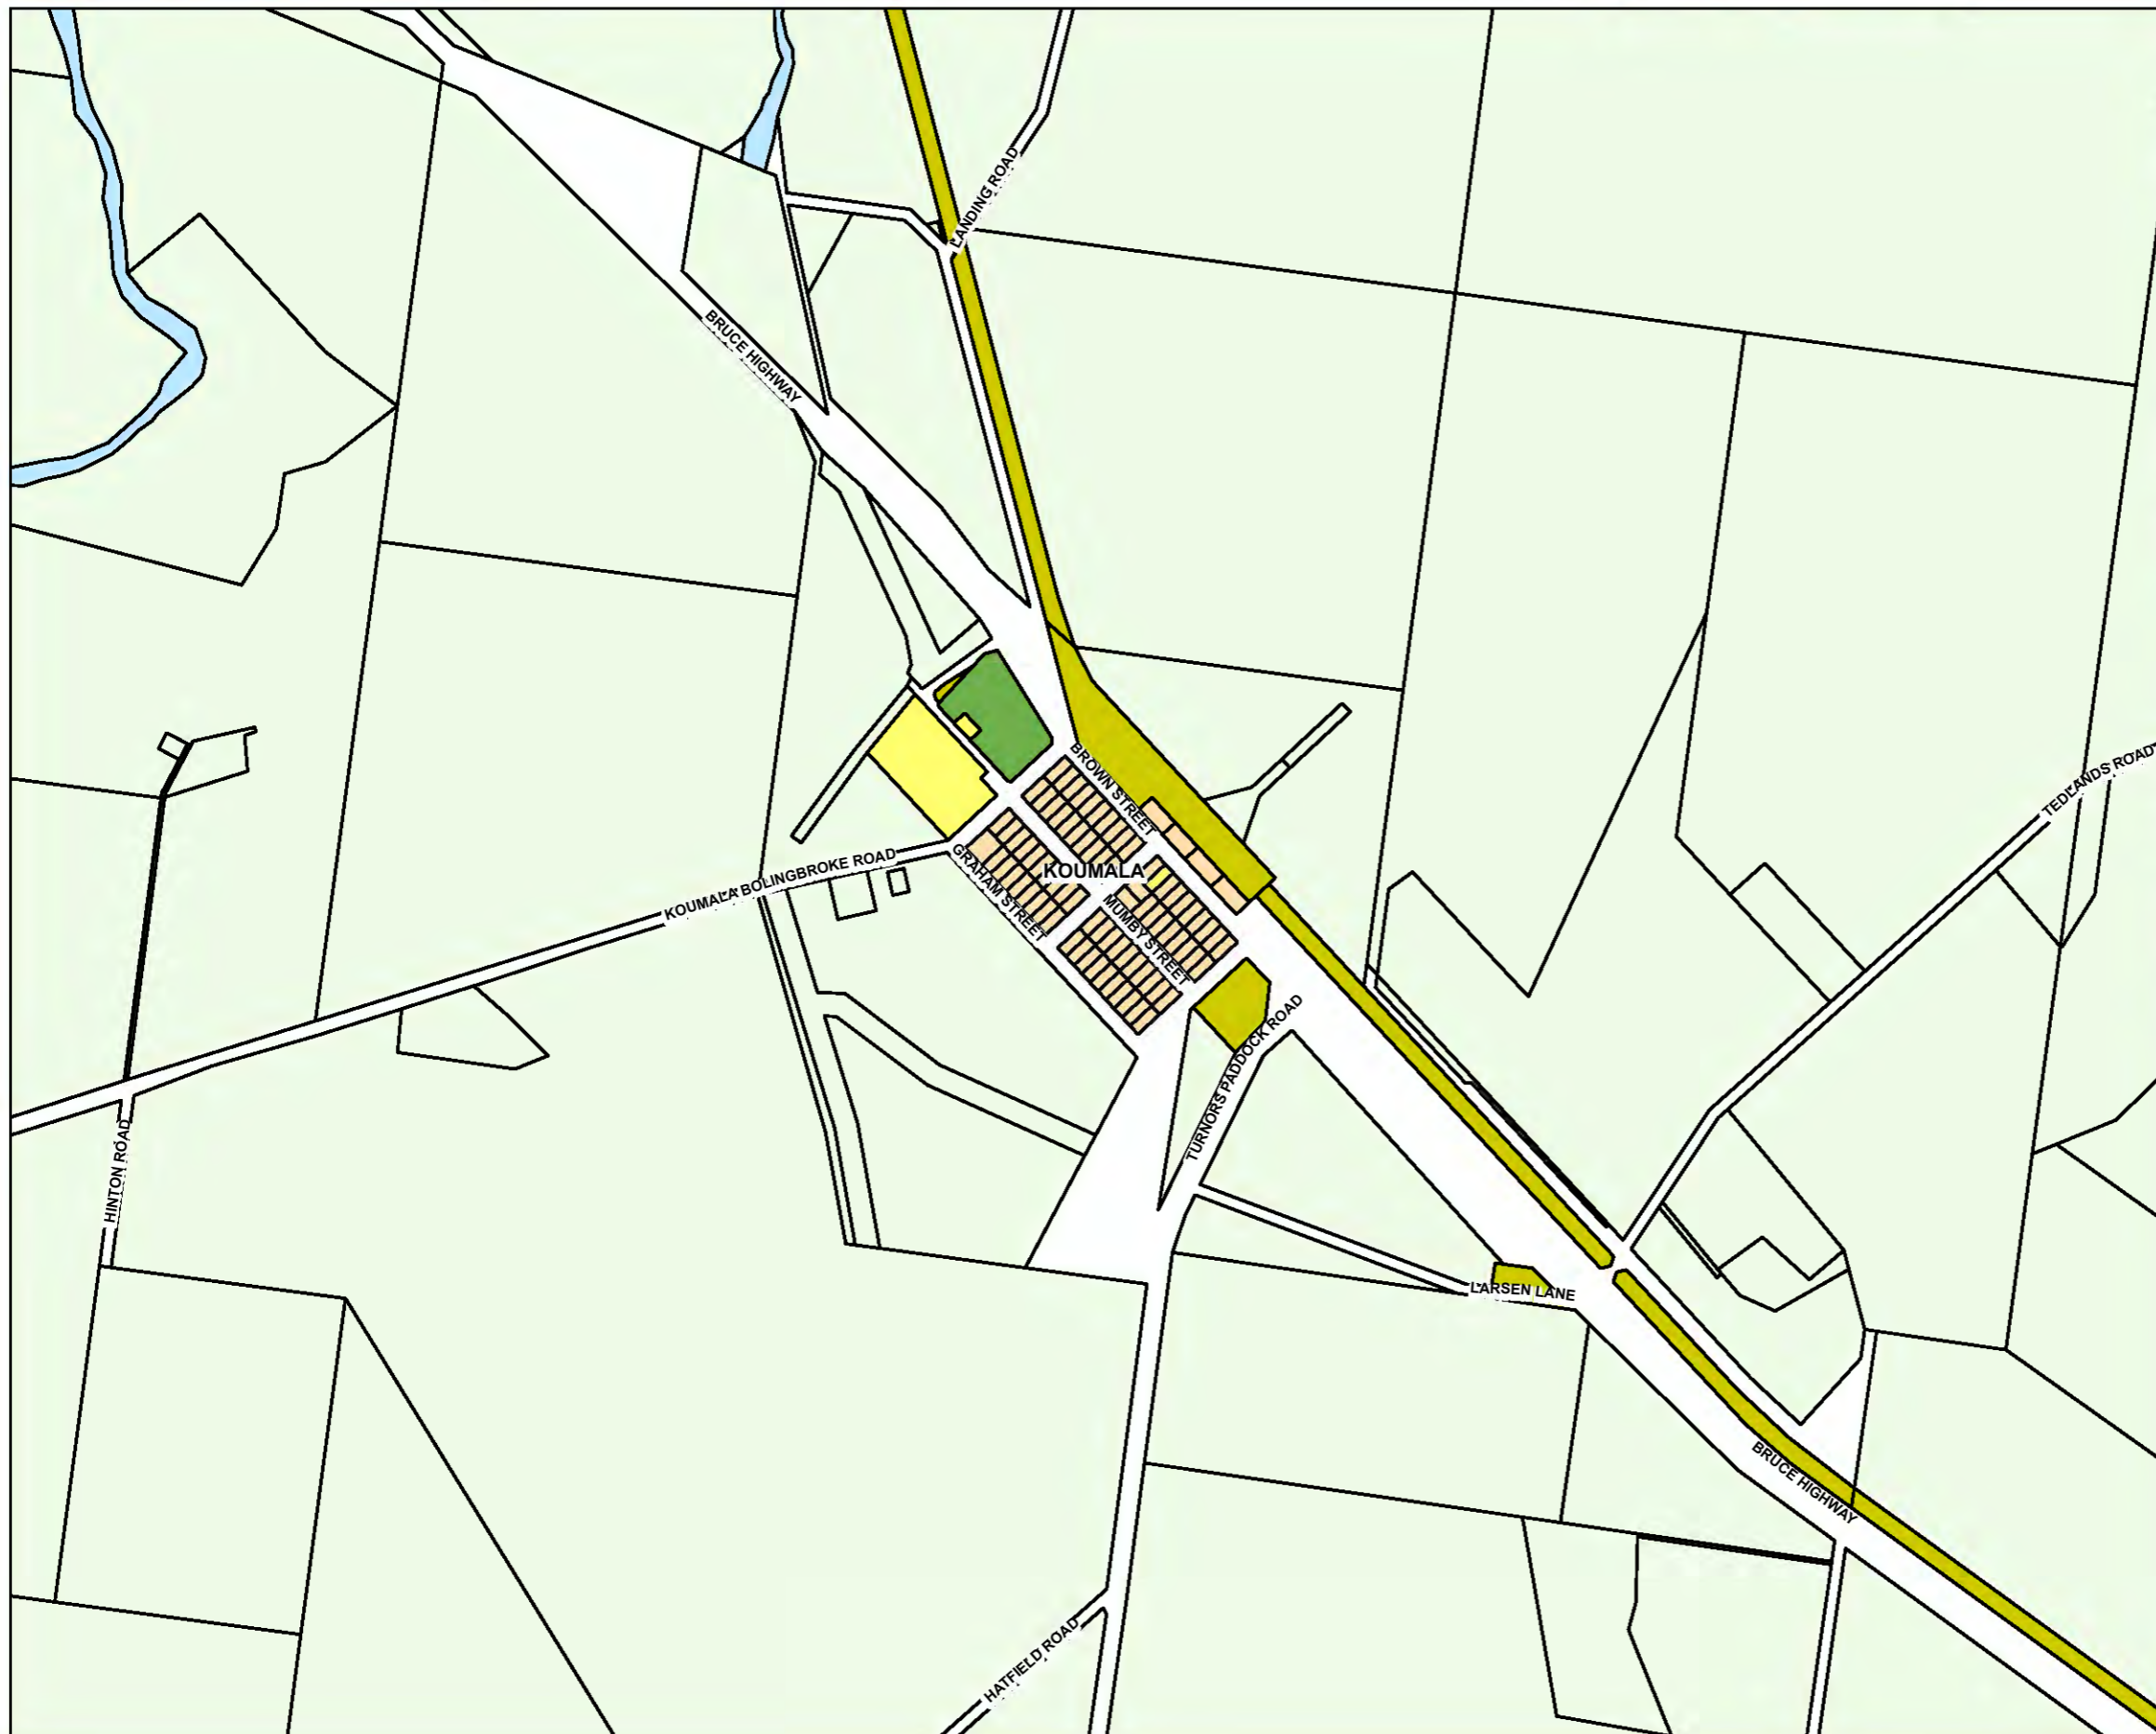 LANDING ROAD
BRUCE HIGHWAY
BROWN STREET
TEDLANDS ROAD
KOUMALA BOLINGBROKE ROAD
GRAHAM STREET
KOUMALA
MUMBY STREET
TURNORS PADDOCK ROAD
HINTON ROAD
LARSEN LANE
BRUCE HIGHWAY
HATFIELD ROAD